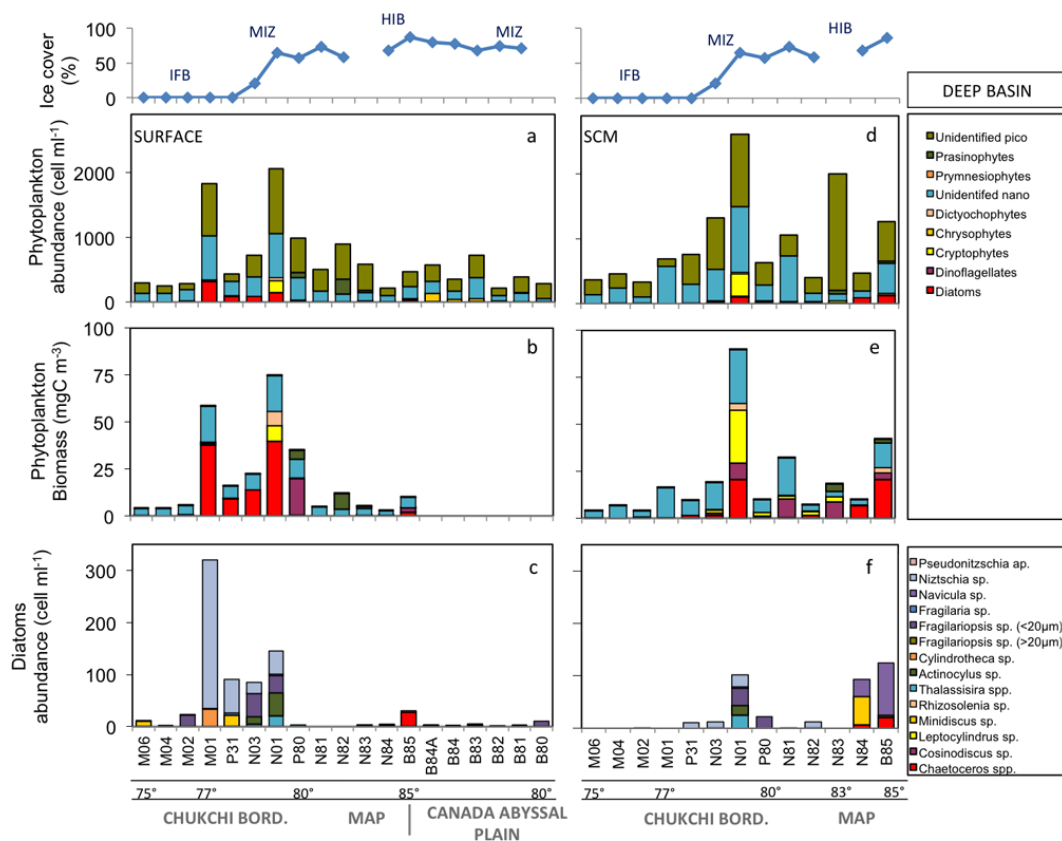 HIB
MIZ
MIZ
IFB
100
50
0
Ice cover
(%)
HIB
MIZ
IFB
DEEP BASIN
SURFACE
a
SCM
d
2000
1000
0
Phytoplankton
abundance (cell ml-1)
Unidentified pico
Prasinophytes
Prymnesiophytes
Unidentifed nano
Dictyochophytes
Chrysophytes
Cryptophytes
Dinoflagellates
Diatoms
b
e
100
75
50
25
0
Phytoplankton
Biomass (mgC m-3)
c
f
300
200
100
0
Diatoms
abundance (cell ml-1)
Pseudonitzschia ap.
Niztschia sp.
Navicula sp.
Fragilaria sp.
Fragilariopsis sp. (<20µm)
Fragilariopsis sp. (>20µm)
Cylindrotheca sp.
Actinocylus sp.
Thalassisira spp.
Rhizosolenia sp.
Minidiscus sp.
Leptocylindrus sp.
Cosinodiscus sp.
Chaetoceros spp.
M06 M04 M02 M01 P31 N03 N01 P80 N81 N82 N83 N84 B85 B84A B84 B83 B82 B81 B80
M06 M04 M02 M01 P31 N03 N01 P80 N81 N82 N83 N84 B85
75° 77° 80° 85° 80°
75° 77° 80° 83° 85°
CHUKCHI BORD. MAP CANADA ABYSSAL
PLAIN
CHUKCHI BORD. MAP